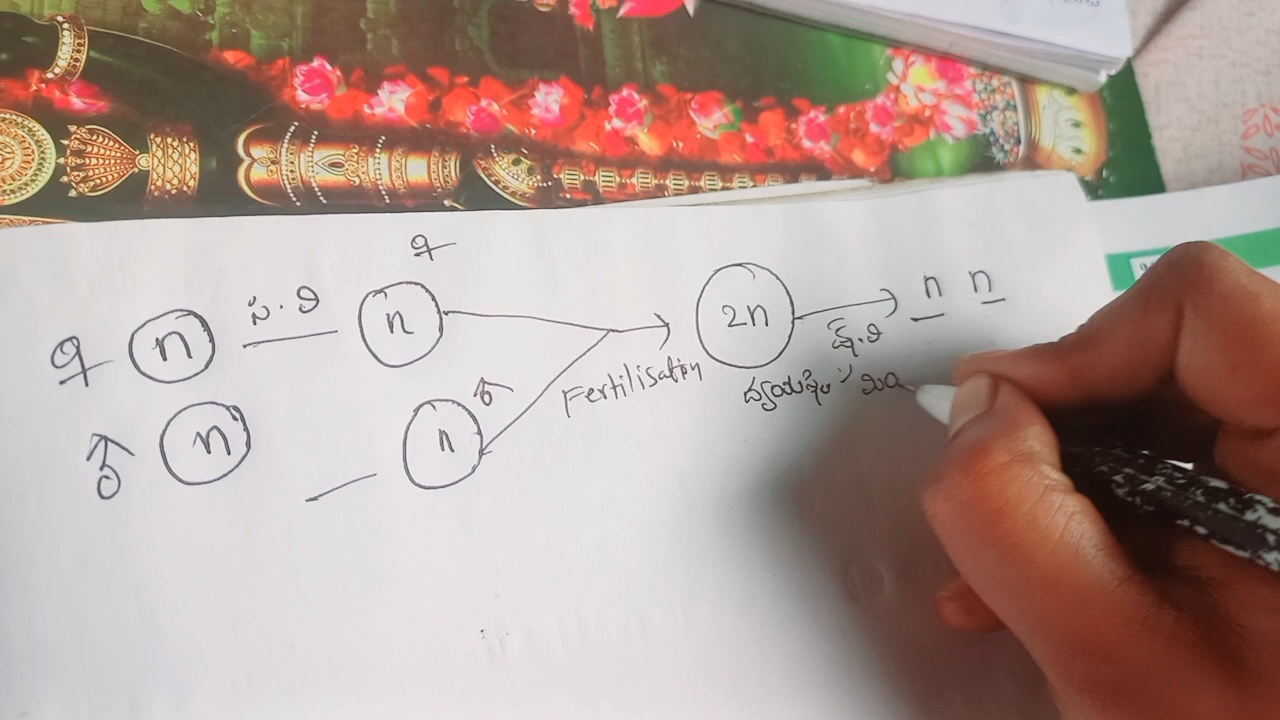 ♀ n స.వి n ♀
♂ n n ♂
Fertilisation
2n
క్ష.వి
n n